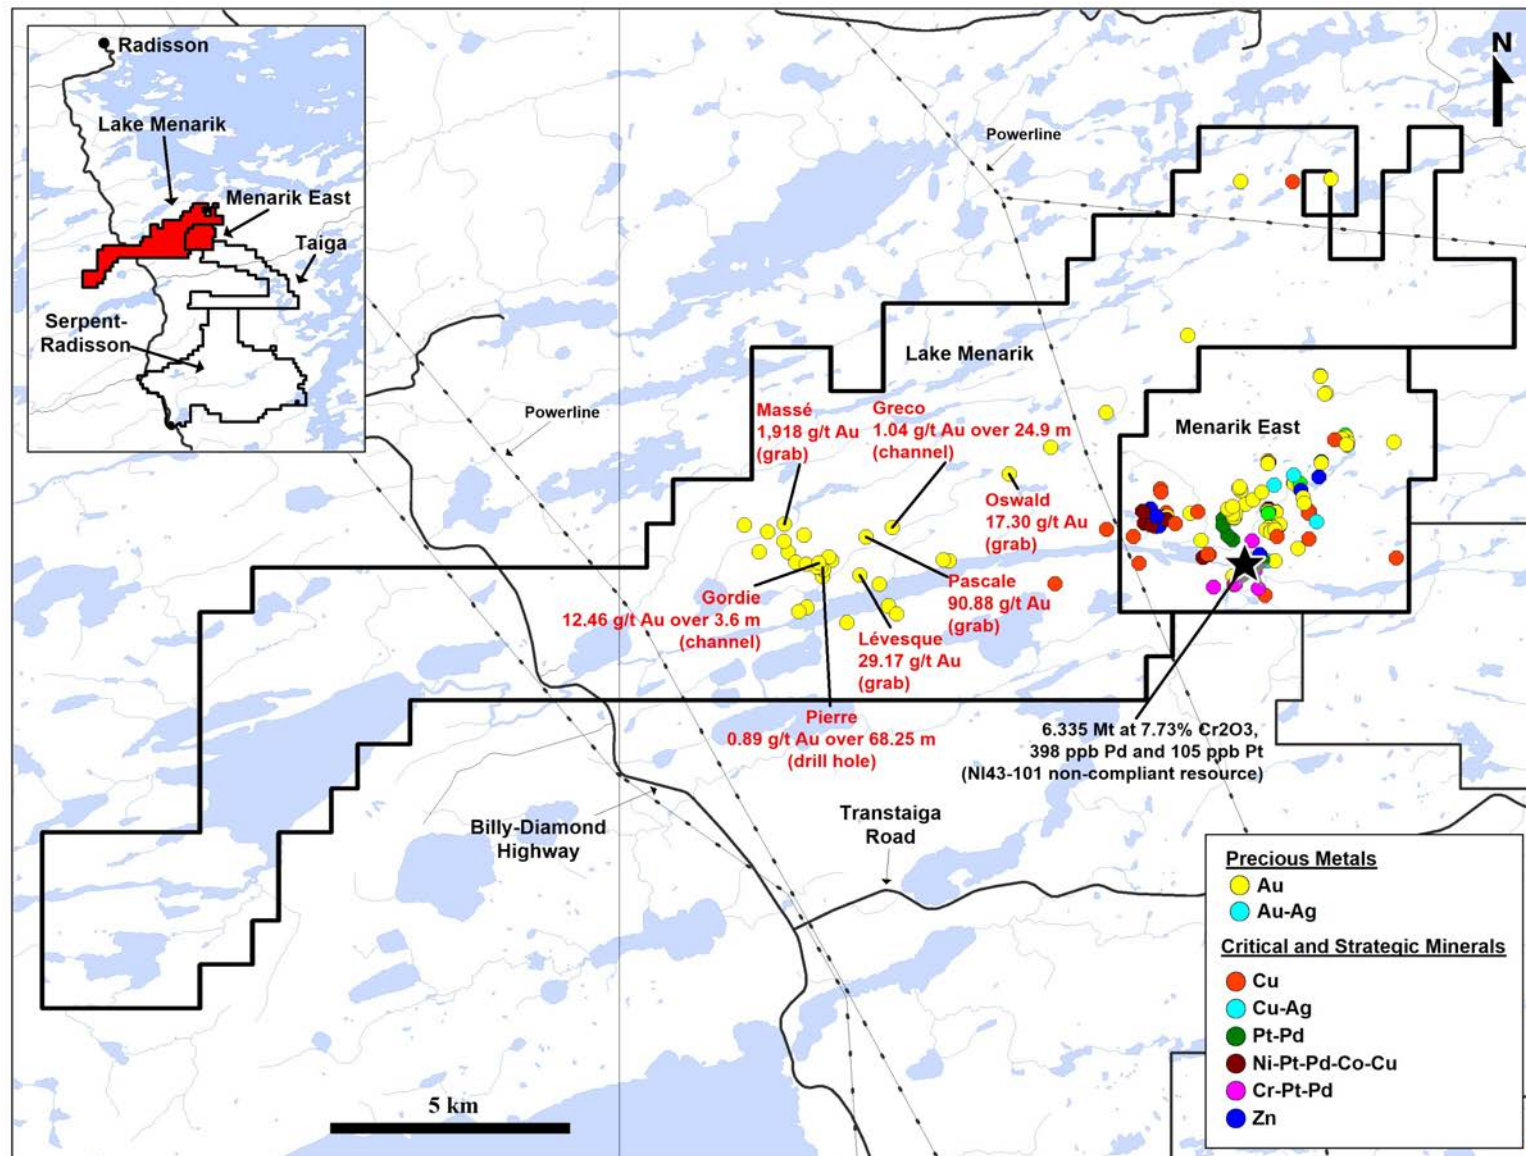 Radisson
Lake Menarik
Menarik East
Taiga
Serpent-
Radisson
N
Powerline
Lake Menarik
Powerline
Massé
1,918 g/t Au
(grab)
Greco
1.04 g/t Au over 24.9 m
(channel)
Menarik East
Oswald
17.30 g/t Au
(grab)
Pascale
90.88 g/t Au
(grab)
Gordie
12.46 g/t Au over 3.6 m
(channel)
Lévesque
29.17 g/t Au
(grab)
Pierre
0.89 g/t Au over 68.25 m
(drill hole)
6.335 Mt at 7.73% Cr2O3,
398 ppb Pd and 105 ppb Pt
(NI43-101 non-compliant resource)
Billy-Diamond
Highway
Transtaiga
Road
5 km
Precious Metals
Au
Au-Ag
Critical and Strategic Minerals
Cu
Cu-Ag
Pt-Pd
Ni-Pt-Pd-Co-Cu
Cr-Pt-Pd
Zn